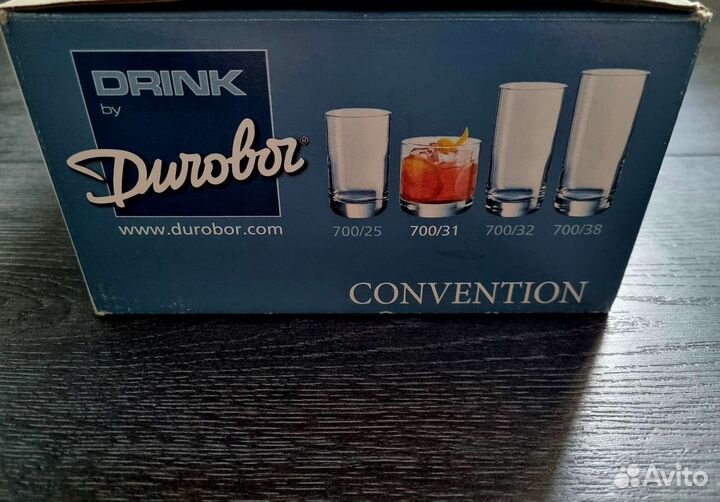 DRINK
by
Durobor®
www.durobor.com
700/25 700/31 700/32 700/38
CONVENTION
Avito